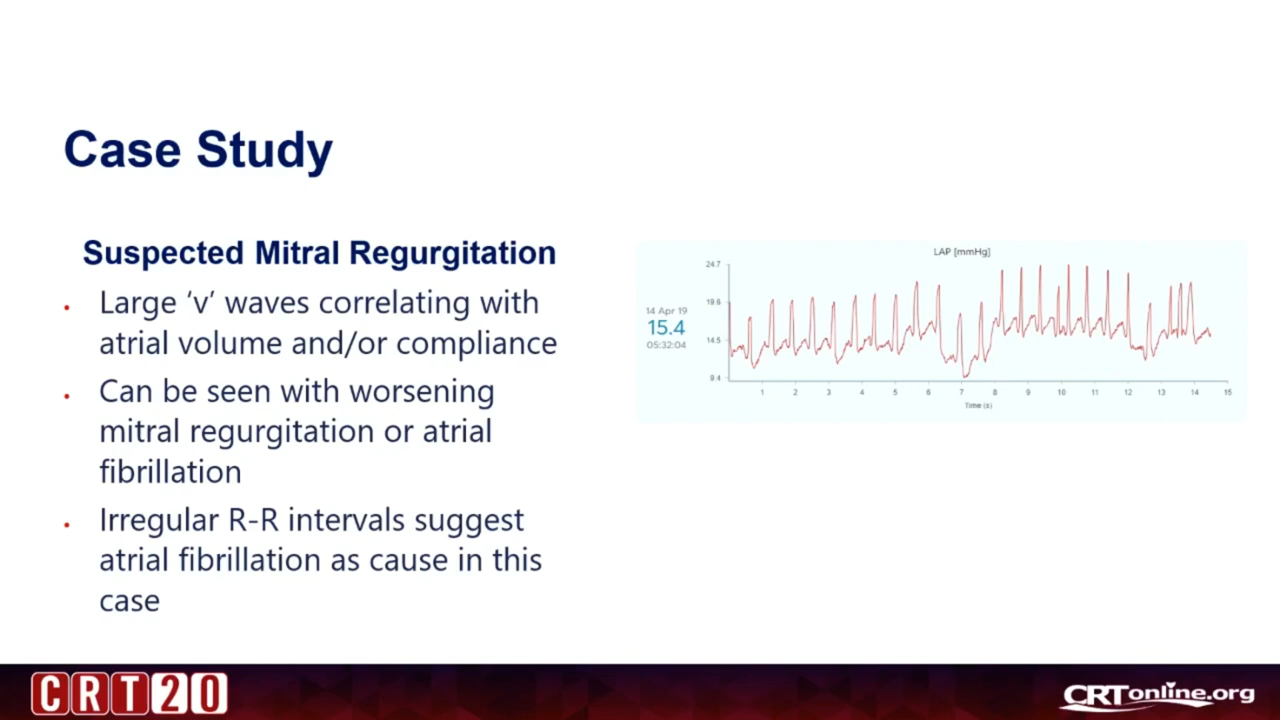 Case Study
Suspected Mitral Regurgitation
• Large ‘v’ waves correlating with
atrial volume and/or compliance
• Can be seen with worsening
mitral regurgitation or atrial
fibrillation
• Irregular R-R intervals suggest
atrial fibrillation as cause in this
case
LAP [mmHg]
24.7
19.6
14.5
9.4
14 Apr 19
15.4
05:32:04
1 2 3 4 5 6 7 8 9 10 11 12 13 14 15
Time (s)
CRT20
CRTonline.org